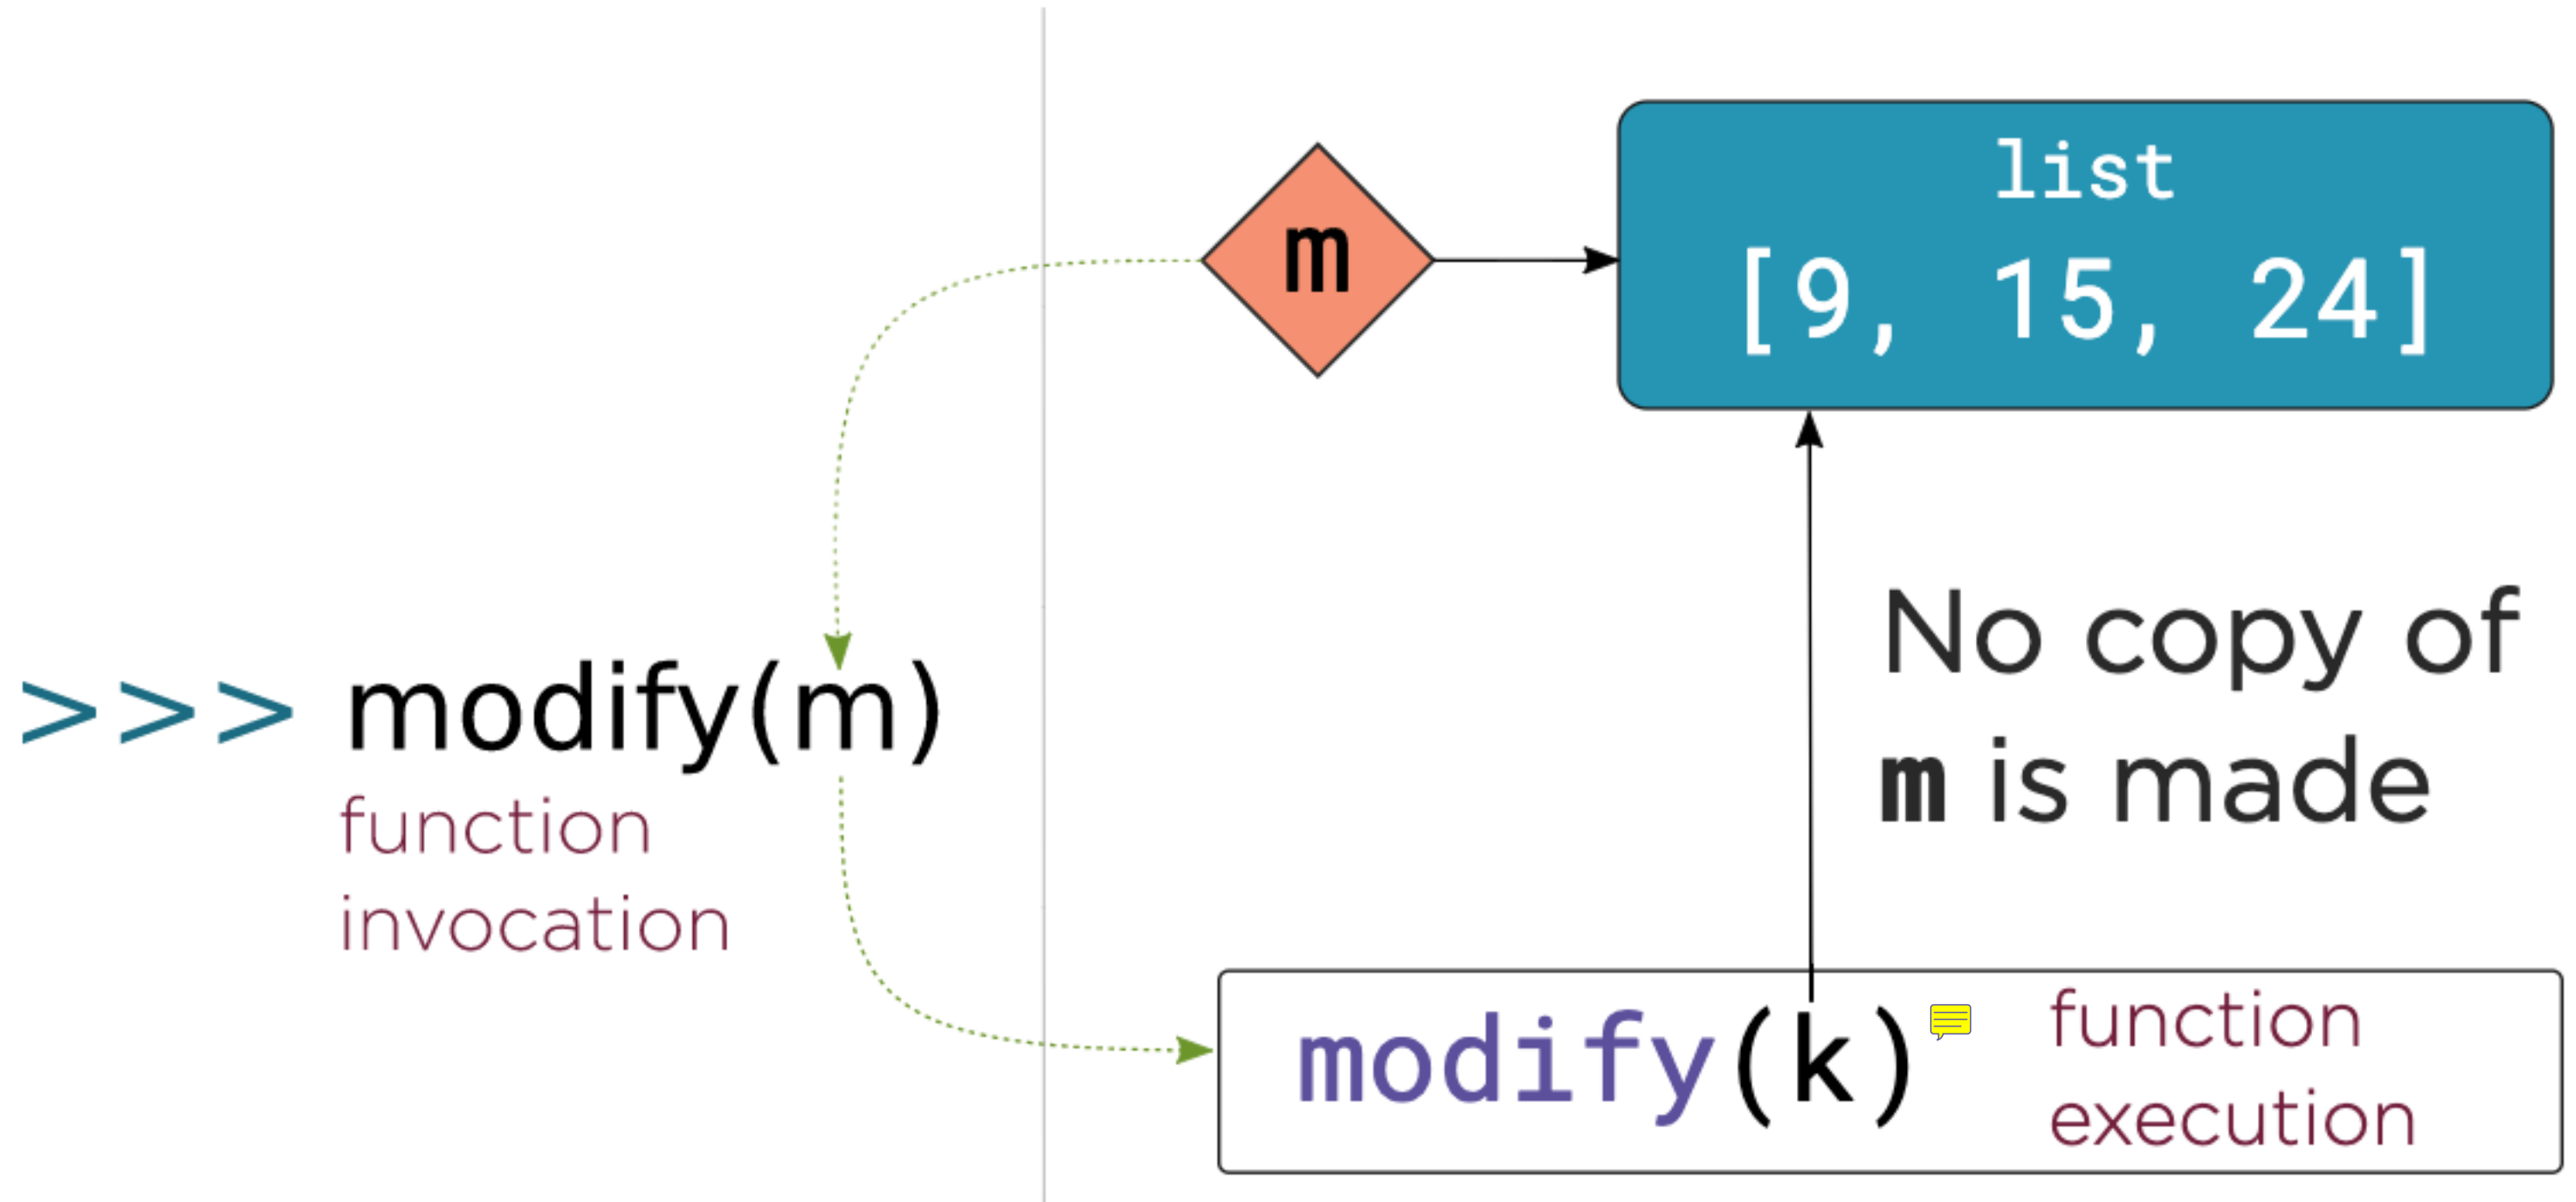 m
list
[9, 15, 24]
>>> modify(m)
function
invocation
No copy of
m is made
modify(k)
function
execution